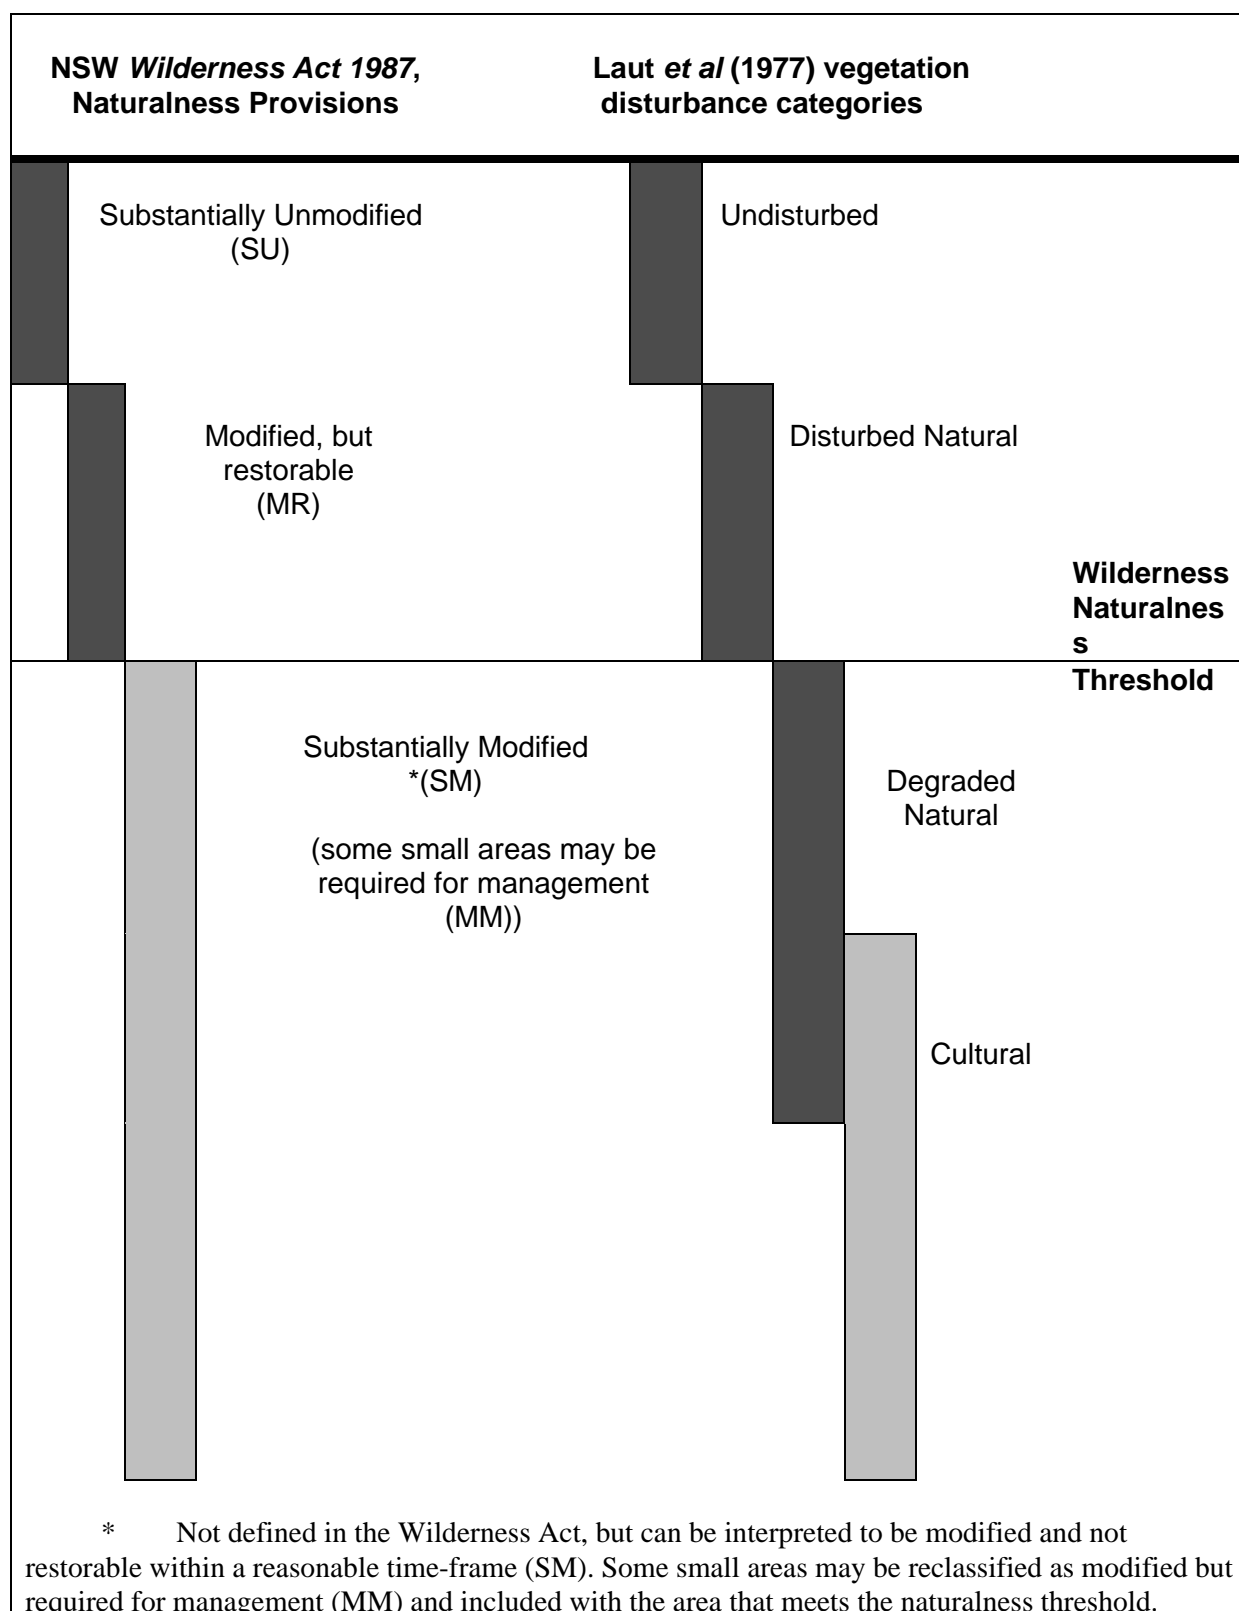 NSW Wilderness Act 1987,
Naturalness Provisions
Laut et al (1977) vegetation
disturbance categories
Substantially Unmodified
(SU)
Undisturbed
Modified, but
restorable
(MR)
Disturbed Natural
Wilderness
Naturalnes
s
Threshold
Substantially Modified
*(SM)
(some small areas may be
required for management
(MM))
Degraded
Natural
Cultural
* Not defined in the Wilderness Act, but can be interpreted to be modified and not
restorable within a reasonable time-frame (SM). Some small areas may be reclassified as modified but
required for management (MM) and included with the area that meets the naturalness threshold.